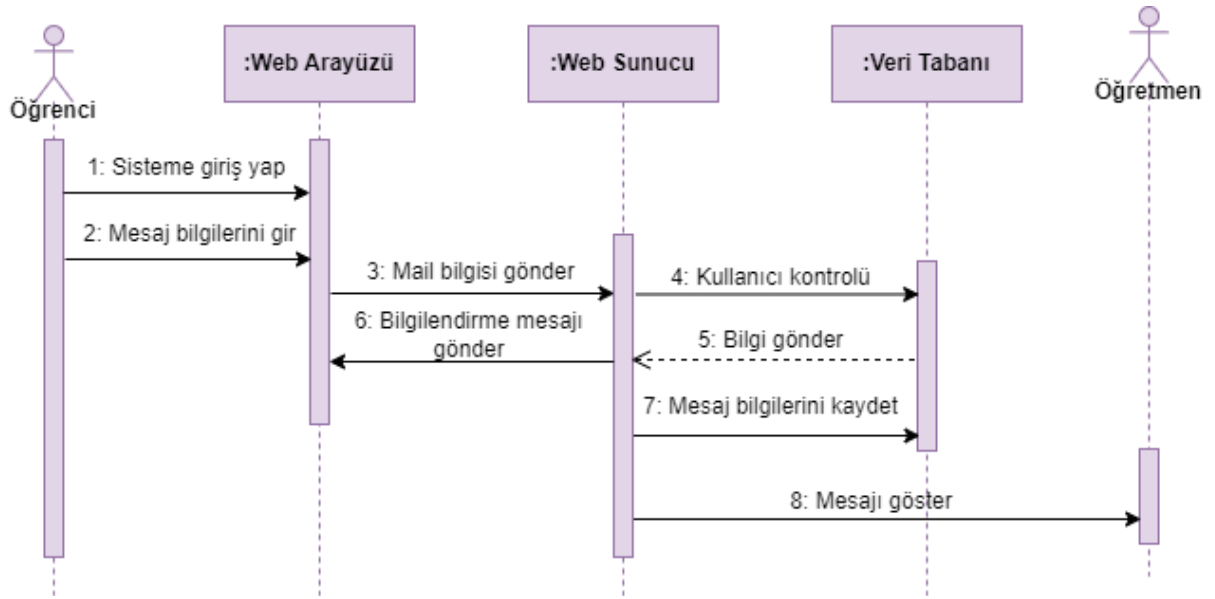 :Web Arayüzü
:Web Sunucu
:Veri Tabanı
Öğretmen
Öğrenci
1: Sisteme giriş yap
2: Mesaj bilgilerini gir
3: Mail bilgisi gönder
4: Kullanıcı kontrolü
6: Bilgilendirme mesajı
gönder
5: Bilgi gönder
7: Mesaj bilgilerini kaydet
8: Mesajı göster